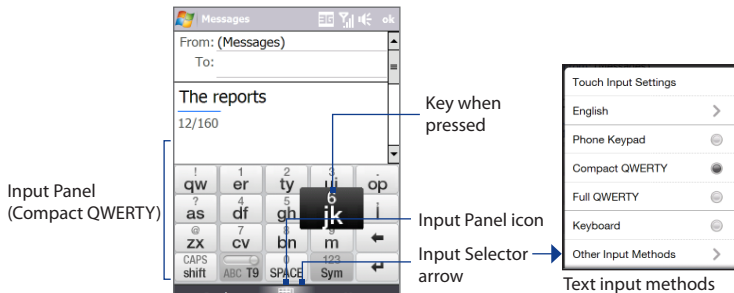 Messages
3G
ok
From: (Messages)
To:
The reports
12/160
! 1 2 3 -
qw er ty ui op
? 4 5 6
as df gh jk l
@ 7 8 9
zx cv bn m
CAPS 0 123
shift ABC T9 SPACE Sym
Input Panel
(Compact QWERTY)
Key when
pressed
Input Panel icon
Input Selector
arrow
Touch Input Settings
English
Phone Keypad
Compact QWERTY
Full QWERTY
Keyboard
Other Input Methods
Text input methods